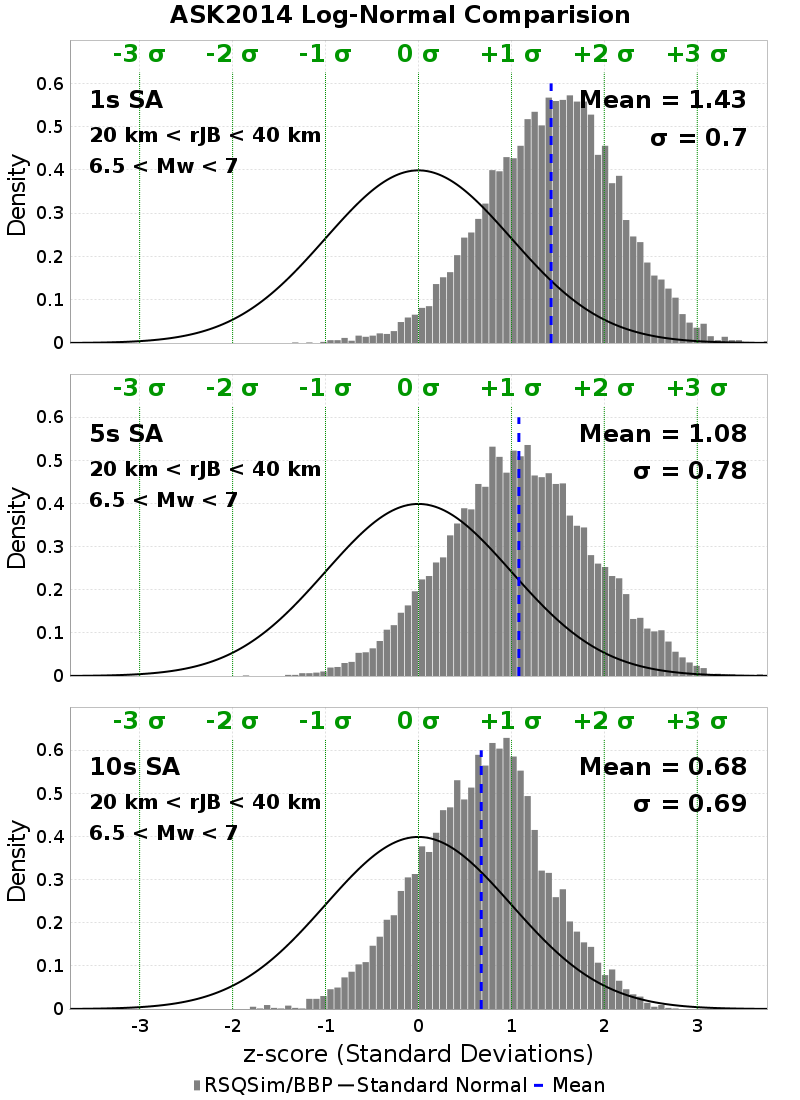 ASK2014 Log-Normal Comparision
-3 σ -2 σ -1 σ 0 σ +1 σ +2 σ +3 σ
1s SA
Mean = 1.43
20 km < rJB < 40 km
σ = 0.7
6.5 < Mw < 7
Density
0.6
0.5
0.4
0.3
0.2
0.1
0
-3 σ -2 σ -1 σ 0 σ +1 σ +2 σ +3 σ
5s SA
Mean = 1.08
20 km < rJB < 40 km
σ = 0.78
6.5 < Mw < 7
Density
0.6
0.5
0.4
0.3
0.2
0.1
0
-3 σ -2 σ -1 σ 0 σ +1 σ +2 σ +3 σ
10s SA
Mean = 0.68
20 km < rJB < 40 km
σ = 0.69
6.5 < Mw < 7
Density
0.6
0.5
0.4
0.3
0.2
0.1
0
-3 -2 -1 0 1 2 3
z-score (Standard Deviations)
RSQSim/BBP Standard Normal Mean